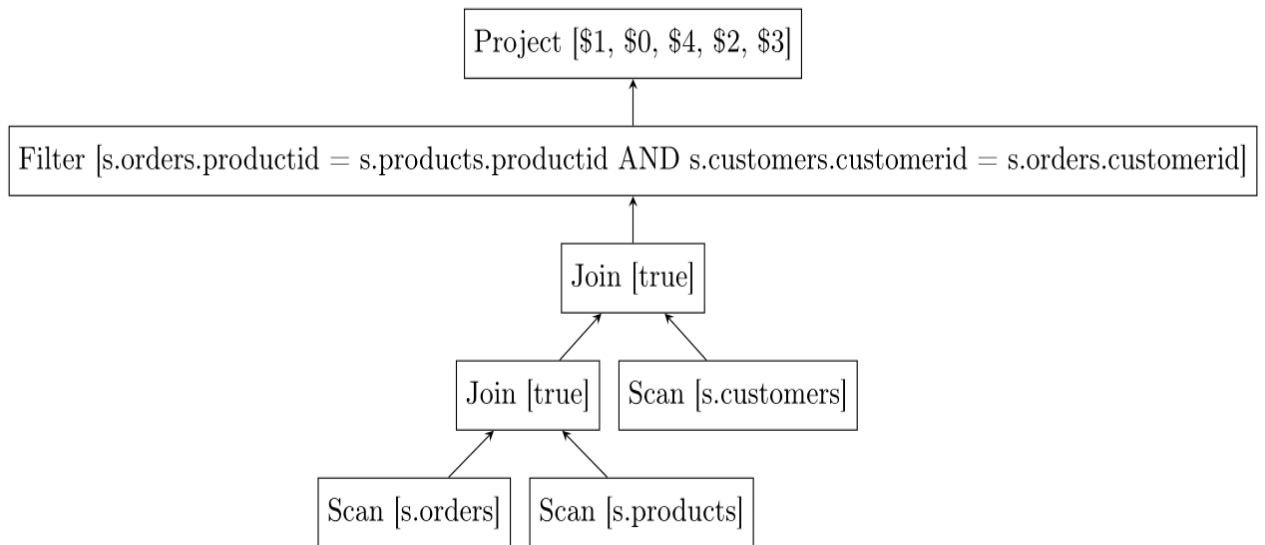 Project [$1, $0, $4, $2, $3]
Filter [s.orders.productid = s.products.productid AND s.customers.customerid = s.orders.customerid]
Join [true]
Join [true]
Scan [s.customers]
Scan [s.orders]
Scan [s.products]